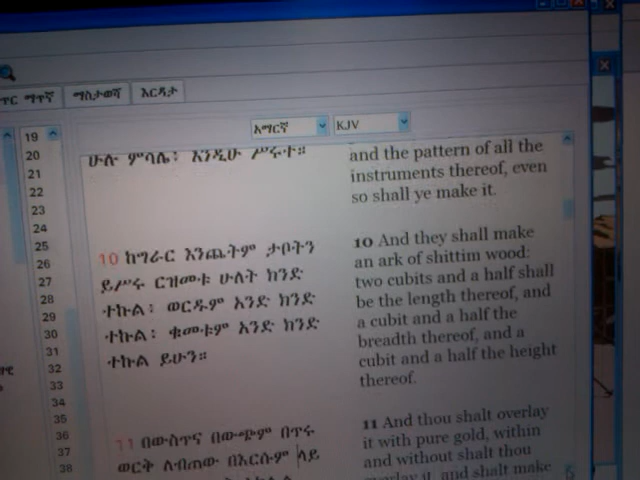 ማስታወሻ
እርዳታ
አማርኛ
KJV
19
20
21
22
23
24
25
26
27
28
29
30
31
32
33
34
35
36
37
38
ሁሉ ምሳሌ፤ እንዲሁ ሥሩት።
10 ከግራር እንጨትም ታቦትን
ይሥሩ ርዝመቱ ሁለት ክንድ
ተኩል፤ ወርዱም አንድ ክንድ
ተኩል፤ ቁመቱም አንድ ክንድ
ተኩል ይሁን።
11 በውስጥና በውጭም በጥሩ
ወርቅ ለብጠው በእርሱም ላይ
and the pattern of all the
instruments thereof, even
so shall ye make it.
10 And they shall make
an ark of shittim wood:
two cubits and a half shall
be the length thereof, and
a cubit and a half the
breadth thereof, and a
cubit and a half the height
thereof.
11 And thou shalt overlay
it with pure gold, within
and without shalt thou
overlay it, and shalt make